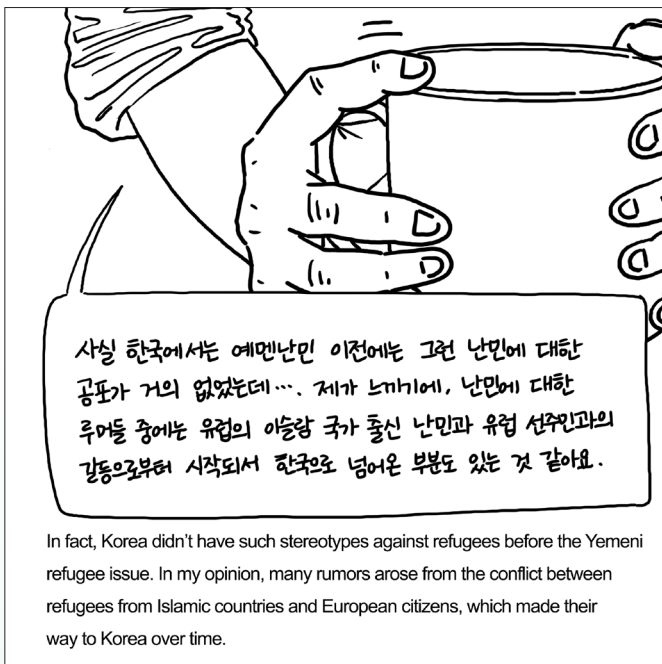 사실 한국에서는 예멘난민 이전에는 그런 난민에 대한
공포가 거의 없었는데…. 제가 느끼기에, 난민에 대한
루머들 중에는 유럽의 이슬람 국가 출신 난민과 유럽 선주민과의
갈등으로부터 시작되서 한국으로 넘어온 부분도 있는 것 같아요.
In fact, Korea didn’t have such stereotypes against refugees before the Yemeni
refugee issue. In my opinion, many rumors arose from the conflict between
refugees from Islamic countries and European citizens, which made their
way to Korea over time.